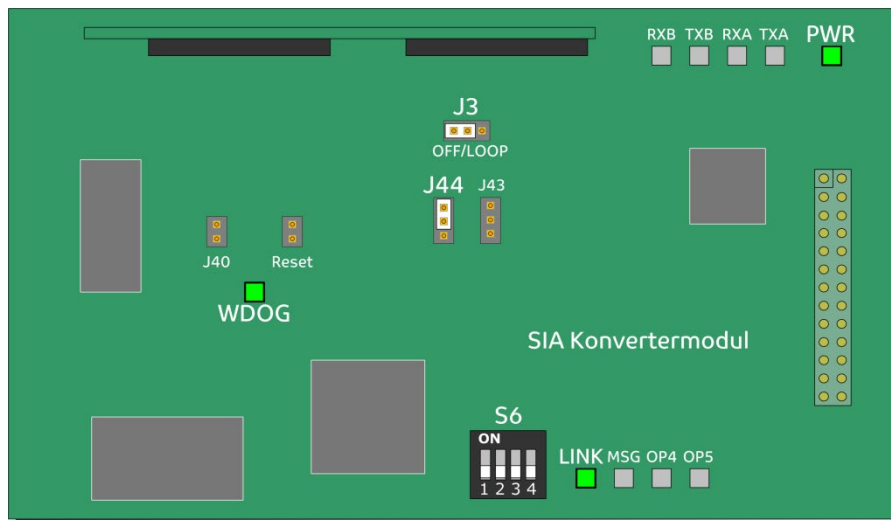 RXB TXB RXA TXA PWR
J3
OFF/LOOP
J44 J43
J40 Reset
WDOG
SIA Konvertermodul
S6
ON
LINK MSG OP4 OP5
1 2 3 4